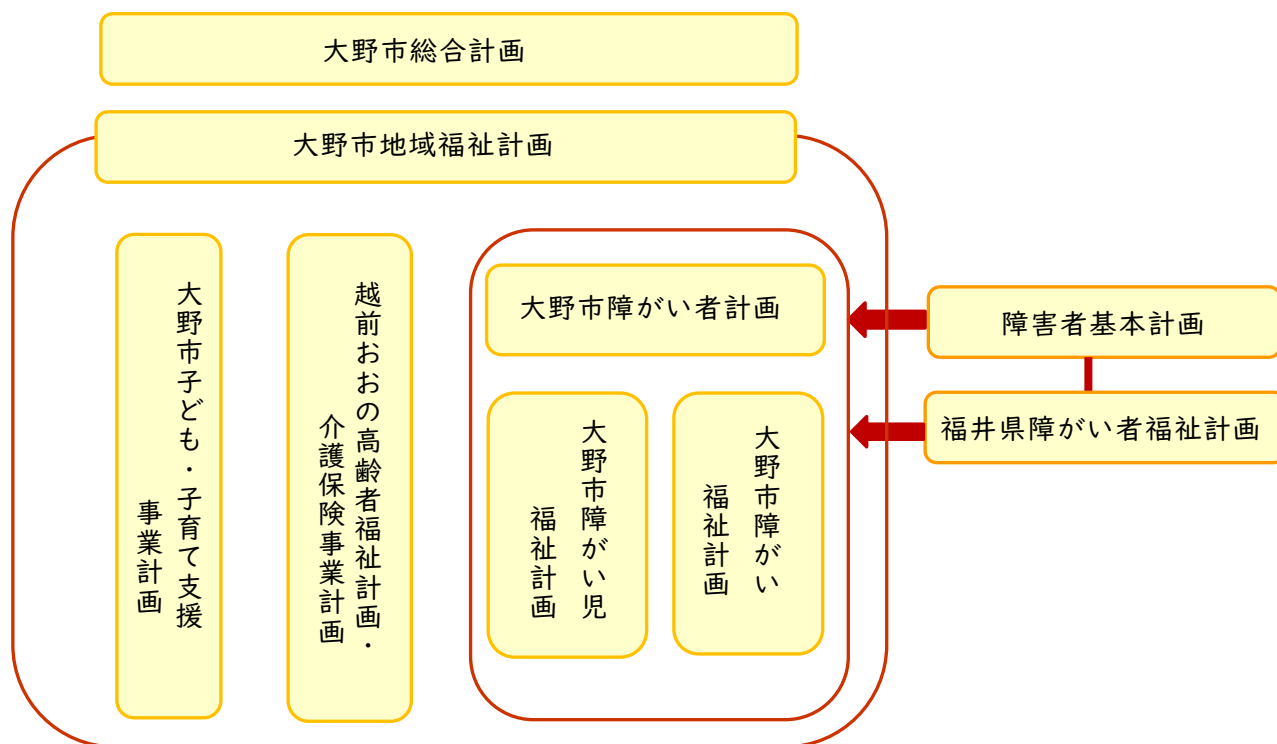 大野市総合計画
大野市地域福祉計画
大野市子ども・子育て支援
事業計画
越前おおの高齢者福祉計画・
介護保険事業計画
大野市障がい者計画
大野市障がい児
福祉計画
大野市障がい
福祉計画
障害者基本計画
福井県障がい者福祉計画